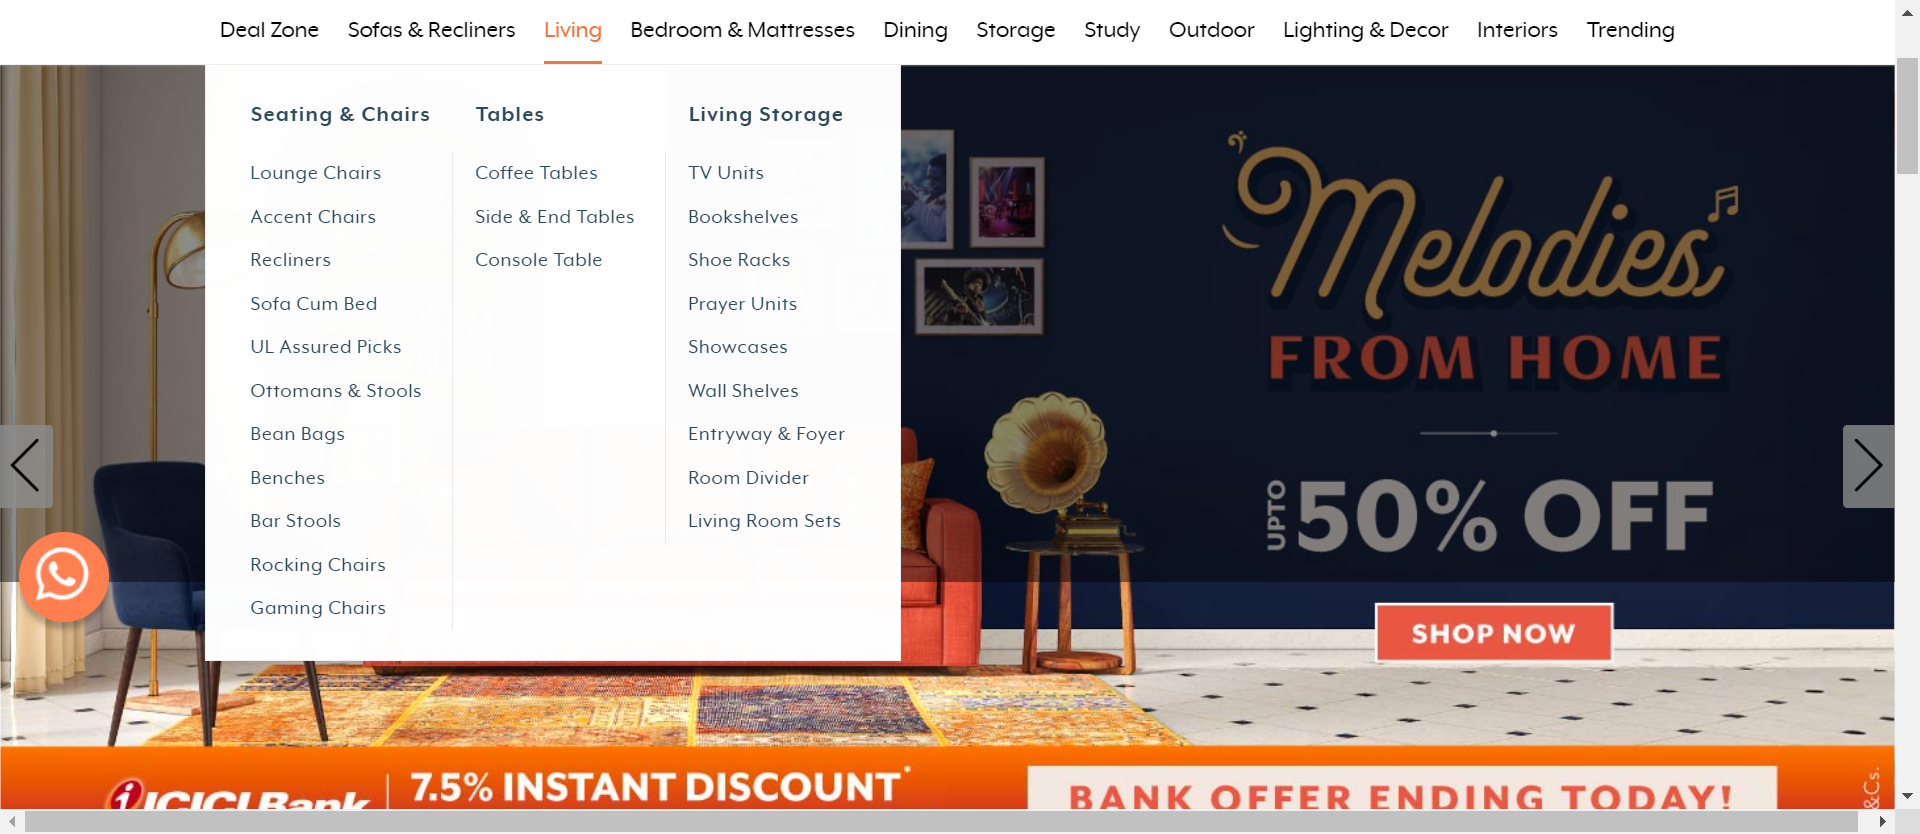 Deal Zone Sofas & Recliners Living Bedroom & Mattresses Dining Storage Study Outdoor Lighting & Decor Interiors Trending
Seating & Chairs
Lounge Chairs
Accent Chairs
Recliners
Sofa Cum Bed
UL Assured Picks
Ottomans & Stools
Bean Bags
Benches
Bar Stools
Rocking Chairs
Gaming Chairs
Tables
Coffee Tables
Side & End Tables
Console Table
Living Storage
TV Units
Bookshelves
Shoe Racks
Prayer Units
Showcases
Wall Shelves
Entryway & Foyer
Room Divider
Living Room Sets
Melodies
FROM HOME
UPTO 50% OFF
SHOP NOW
ICICI Bank
7.5% INSTANT DISCOUNT*
BANK OFFER ENDING TODAY!
&Cs.